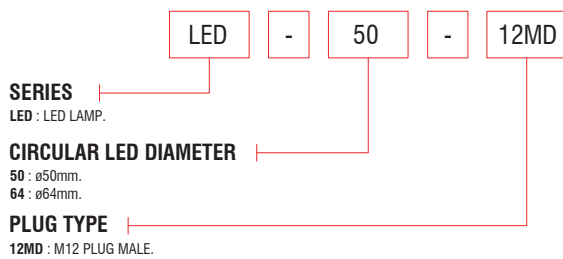 LED - 50 - 12MD
SERIES
LED : LED LAMP.
CIRCULAR LED DIAMETER
50 : ø50mm.
64 : ø64mm.
PLUG TYPE
12MD : M12 PLUG MALE.